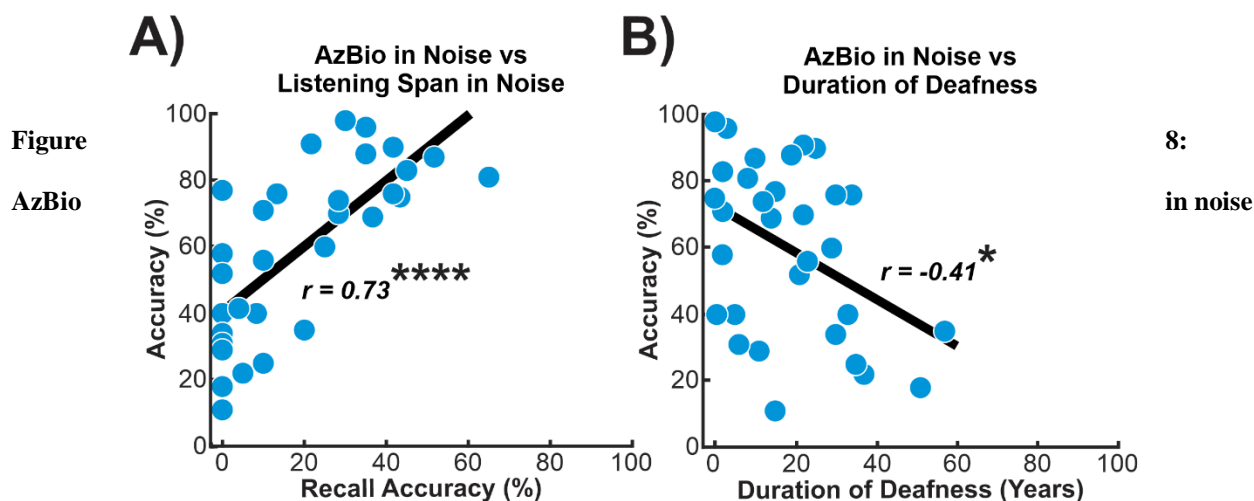 A)
AzBio in Noise vs
Listening Span in Noise
100
80
60
40
20
0
Accuracy (%)
r = 0.73****
0 20 40 60 80 100
Recall Accuracy (%)
B)
AzBio in Noise vs
Duration of Deafness
100
80
60
40
20
0
Accuracy (%)
r = -0.41*
0 20 40 60 80 100
Duration of Deafness (Years)
Figure 8:
AzBio in noise